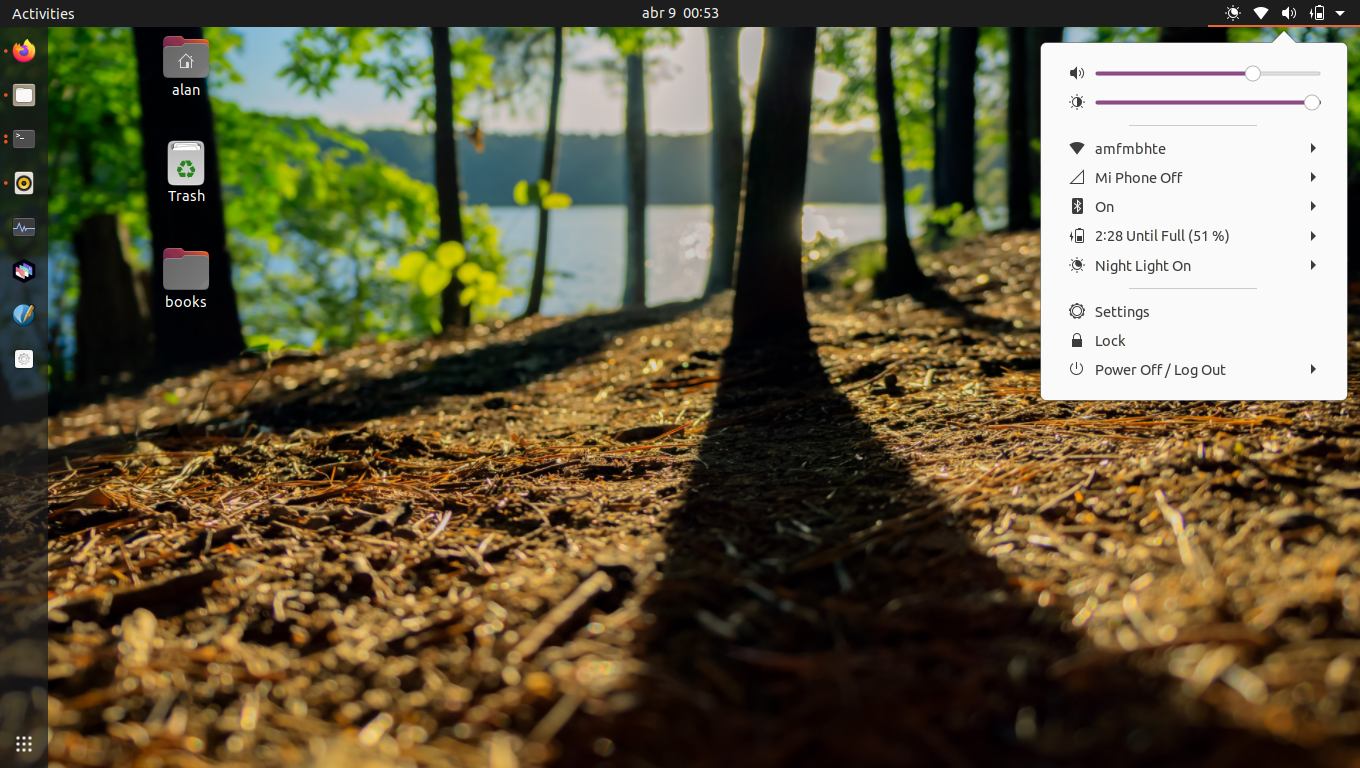 Activities
abr 9 00:53
alan
Trash
books
amfmbhte
Mi Phone Off
On
2:28 Until Full (51 %)
Night Light On
Settings
Lock
Power Off / Log Out